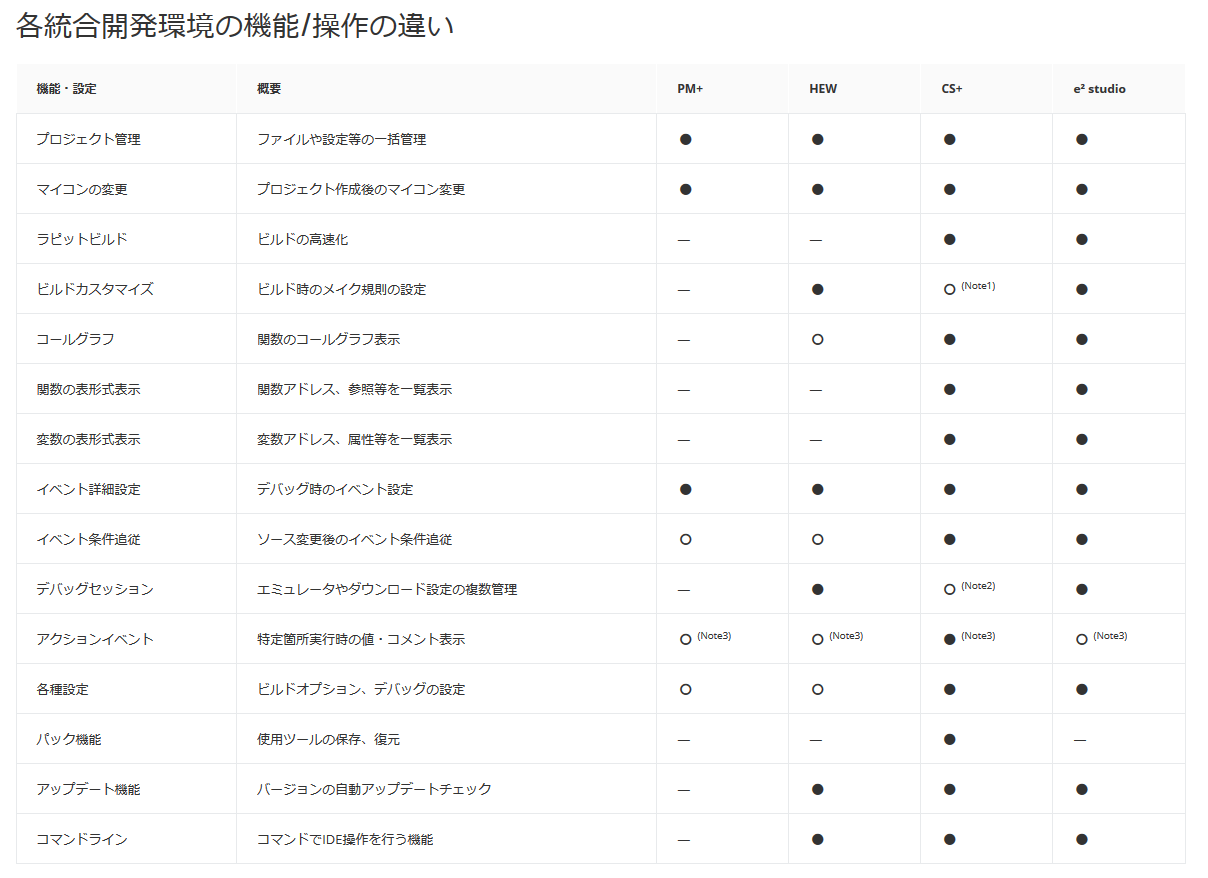 各統合開発環境の機能/操作の違い
機能・設定 概要 PM+ HEW CS+ e² studio
プロジェクト管理 ファイルや設定等の一括管理 ● ● ● ●
マイコンの変更 プロジェクト作成後のマイコン変更 ● ● ● ●
ラピットビルド ビルドの高速化 — — ● ●
ビルドカスタマイズ ビルド時のメイク規則の設定 — ● ○ (Note1) ●
コールグラフ 関数のコールグラフ表示 — ○ ● ●
関数の表形式表示 関数アドレス、参照等を一覧表示 — — ● ●
変数の表形式表示 変数アドレス、属性等を一覧表示 — — ● ●
イベント詳細設定 デバッグ時のイベント設定 ● ● ● ●
イベント条件追従 ソース変更後のイベント条件追従 ○ ○ ● ●
デバッグセッション エミュレータやダウンロード設定の複数管理 — ● ○ (Note2) ●
アクションイベント 特定箇所実行時の値・コメント表示 ○ (Note3) ○ (Note3) ● (Note3) ○ (Note3)
各種設定 ビルドオプション、デバッグの設定 ○ ○ ● ●
パック機能 使用ツールの保存、復元 — — ● —
アップデート機能 バージョンの自動アップデートチェック — ● ● ●
コマンドライン コマンドでIDE操作を行う機能 — ● ● ●